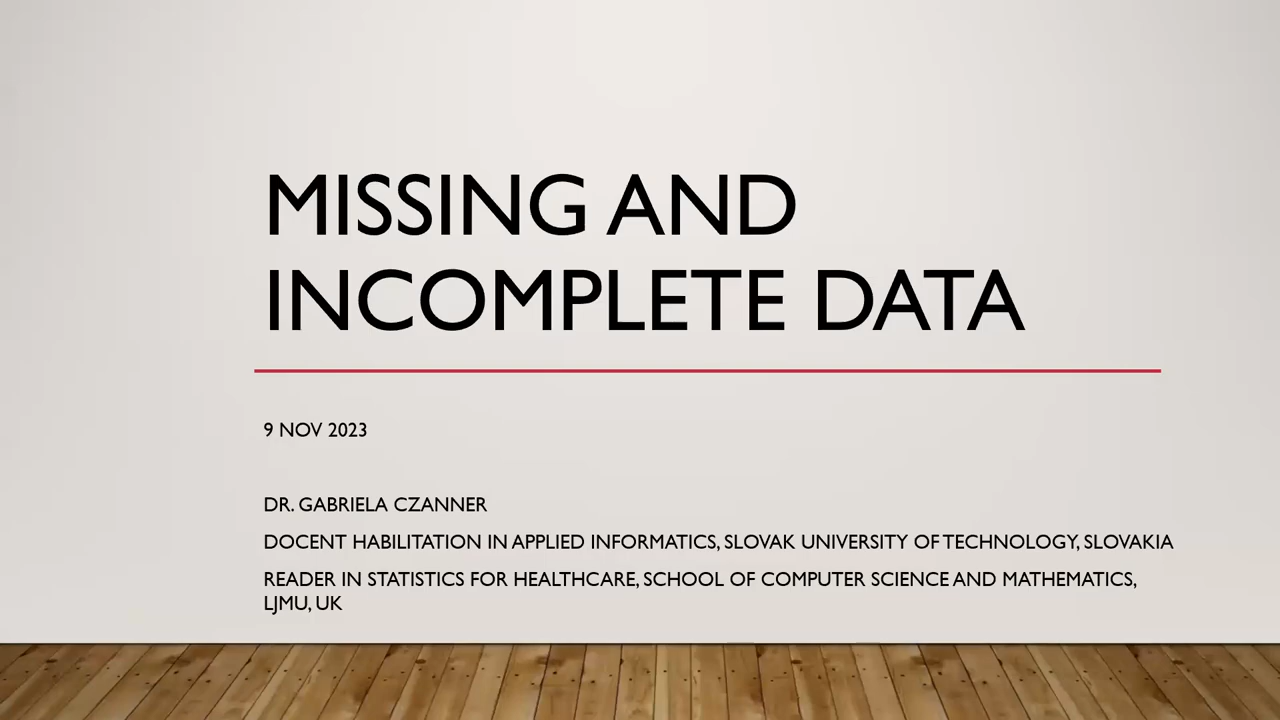 MISSING AND
INCOMPLETE DATA
9 NOV 2023
DR. GABRIELA CZANNER
DOCENT HABILITATION IN APPLIED INFORMATICS, SLOVAK UNIVERSITY OF TECHNOLOGY, SLOVAKIA
READER IN STATISTICS FOR HEALTHCARE, SCHOOL OF COMPUTER SCIENCE AND MATHEMATICS,
LJMU, UK